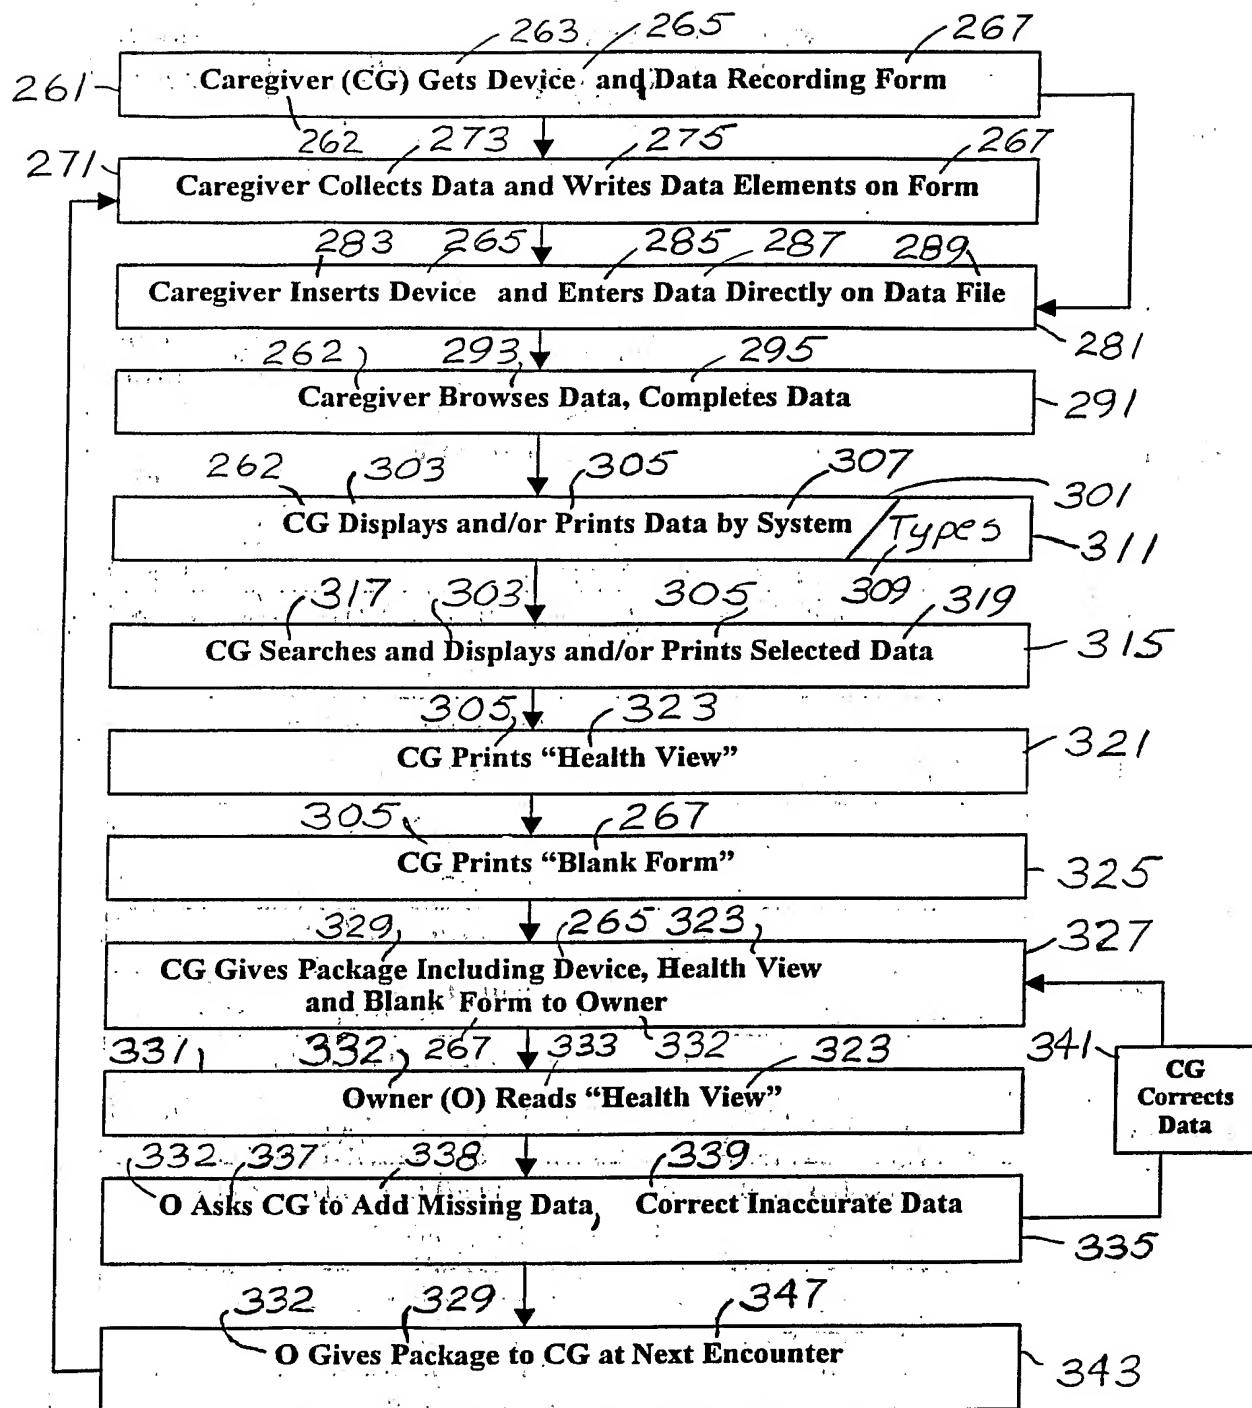 263 265 267
261 Caregiver (CG) Gets Device and Data Recording Form
262 273 275 267
271
Caregiver Collects Data and Writes Data Elements on Form
283 265 285 287 289
Caregiver Inserts Device and Enters Data Directly on Data File
281
262 293 295
Caregiver Browses Data, Completes Data 291
262 303 305 307
301
CG Displays and/or Prints Data by System / Types 311
317 303 305 309 319
CG Searches and Displays and/or Prints Selected Data 315
305 323
CG Prints “Health View” 321
305 267
CG Prints “Blank Form” 325
329 265 323 327
CG Gives Package Including Device, Health View
and Blank Form to Owner
331 332 267 333 332 323 341
Owner (O) Reads “Health View”
CG
Corrects
Data
332 337 338 339
O Asks CG to Add Missing Data, Correct Inaccurate Data
335
332 329 347
O Gives Package to CG at Next Encounter 343